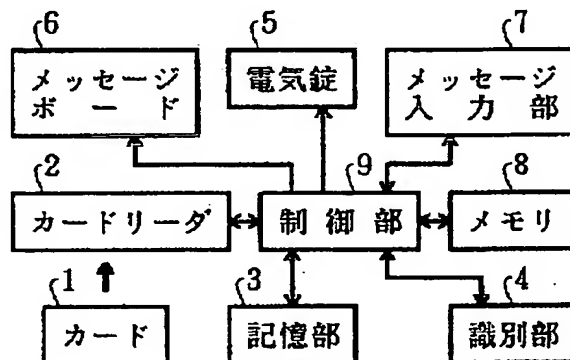 6
メッセージ
ボード
5
電気錠
7
メッセージ
入力部
2
カードリーダ
9
制御部
8
メモリ
1
カード
3
記憶部
4
識別部